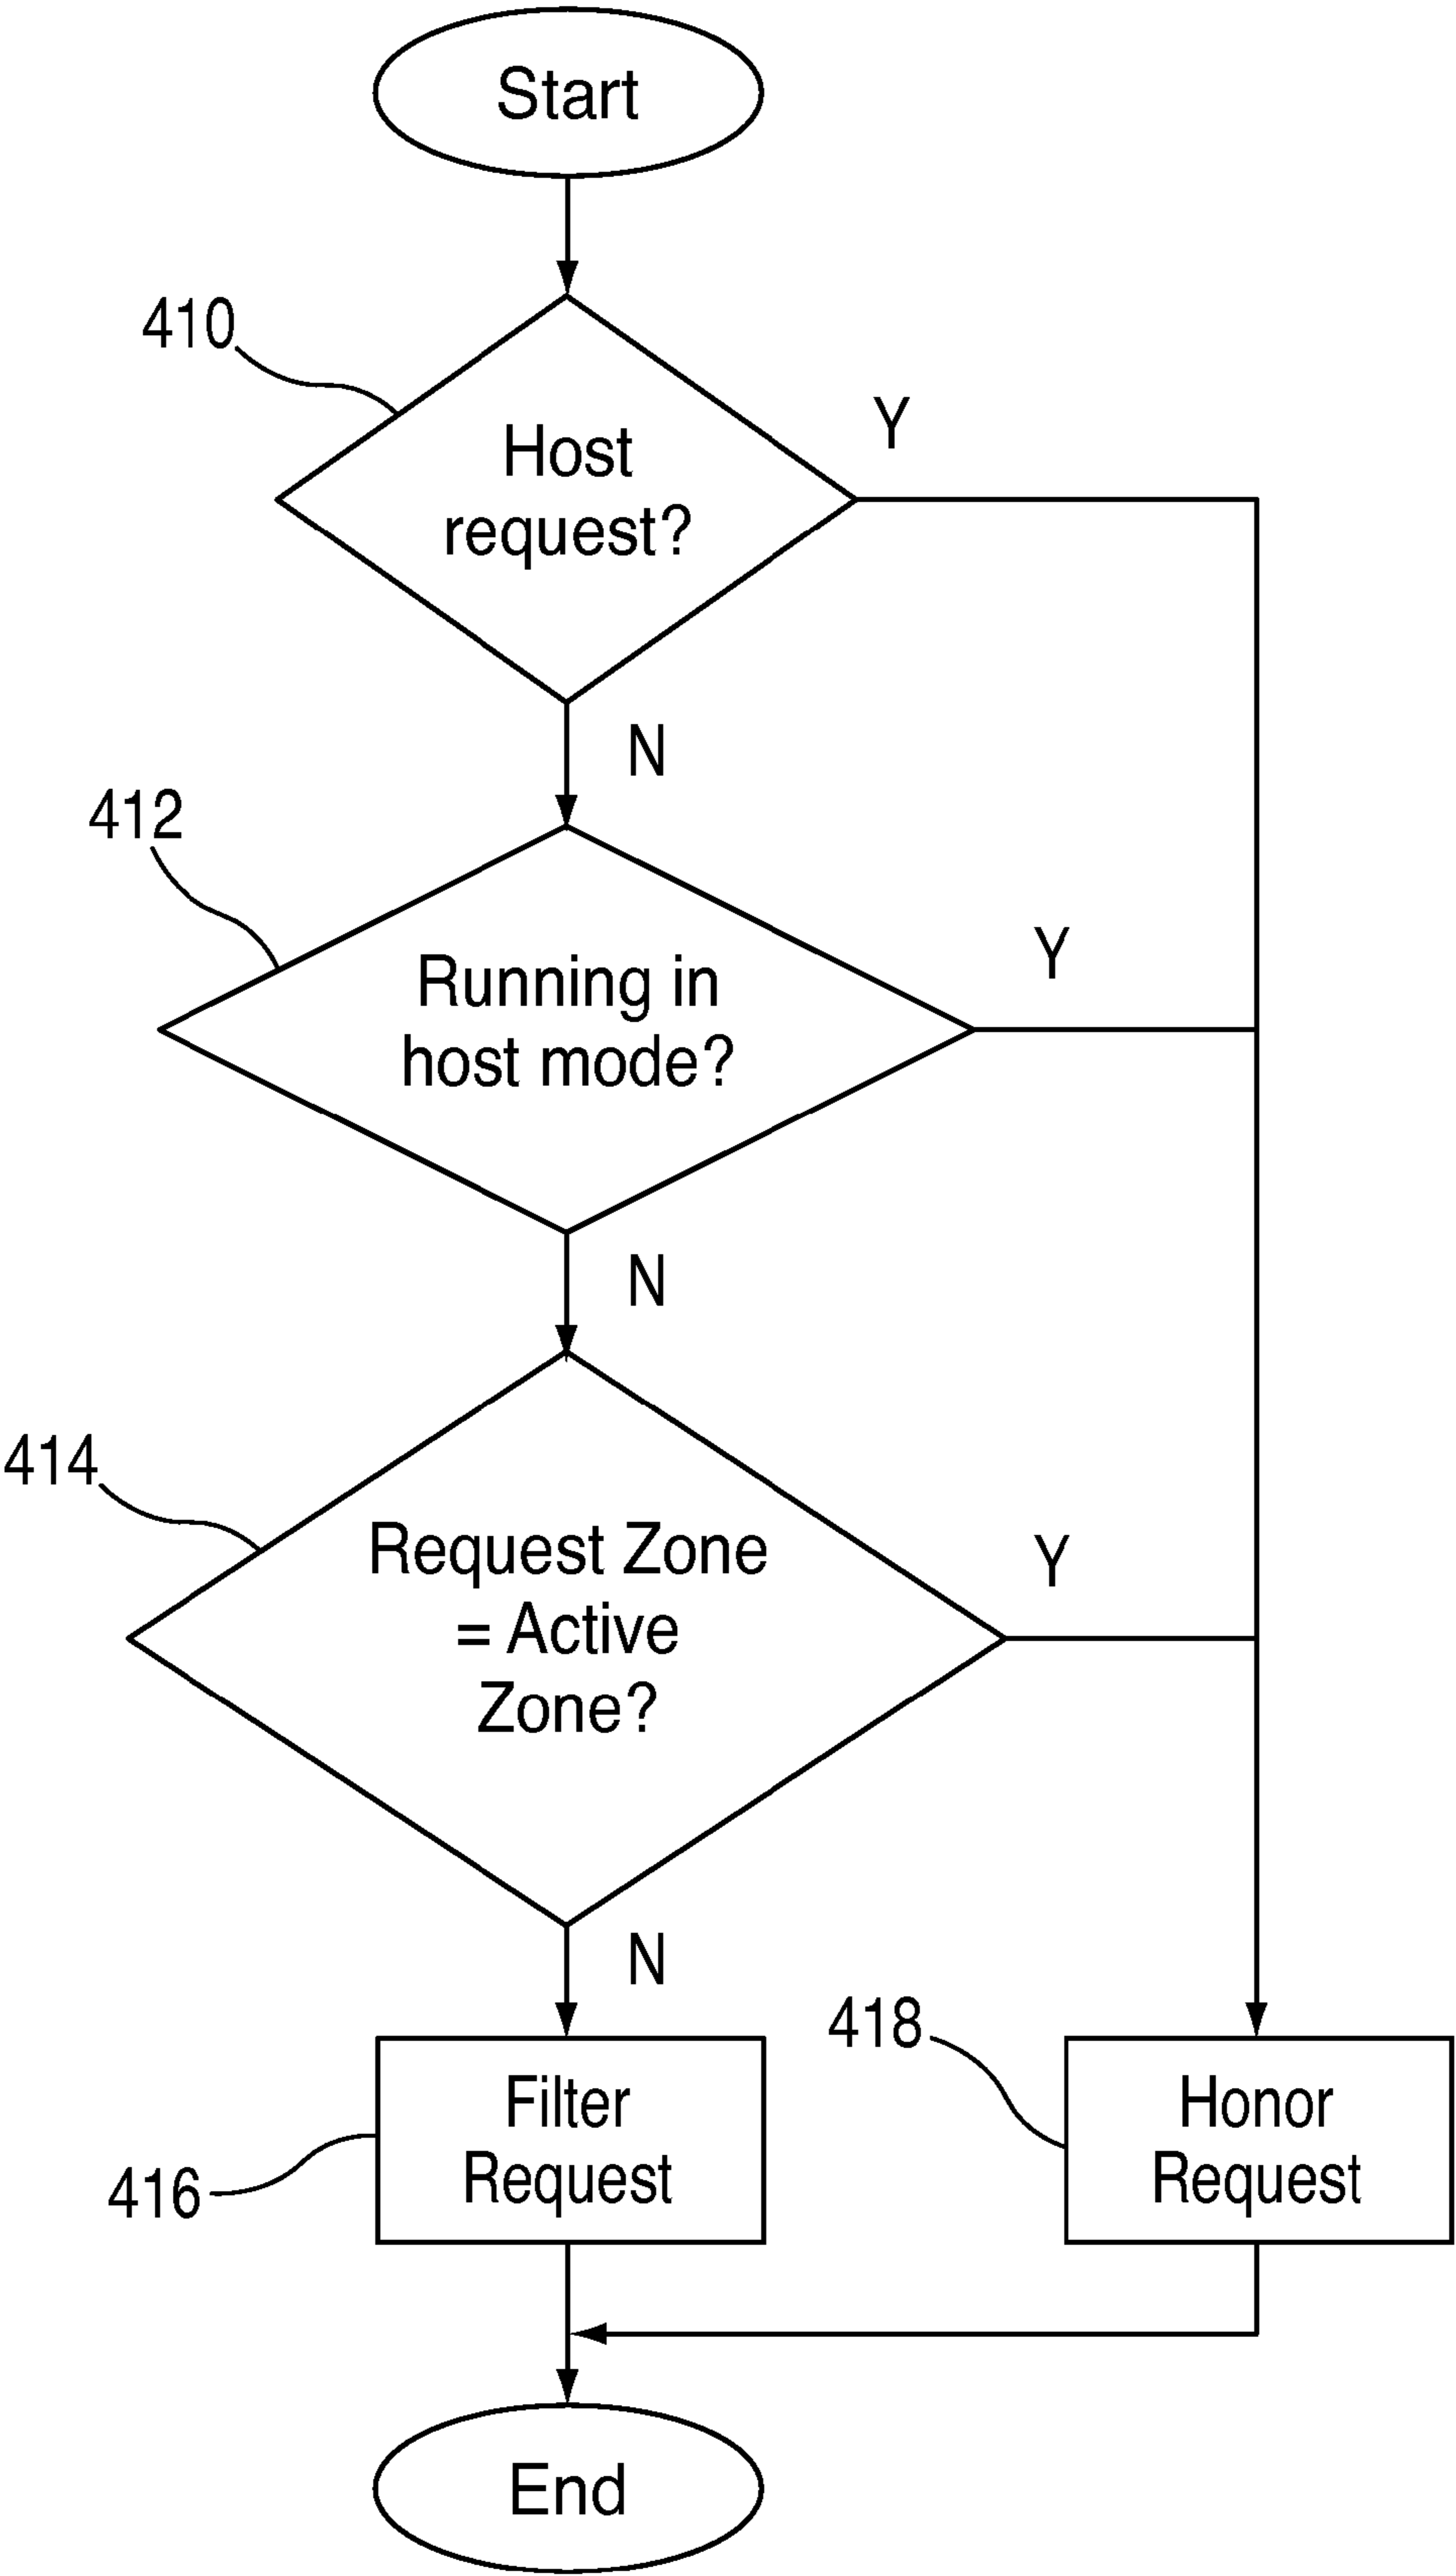 Start
410
Host
request?
Y
N
412
Running in
host mode?
Y
N
414
Request Zone
= Active
Zone?
Y
N
Filter
Request
416
418
Honor
Request
End